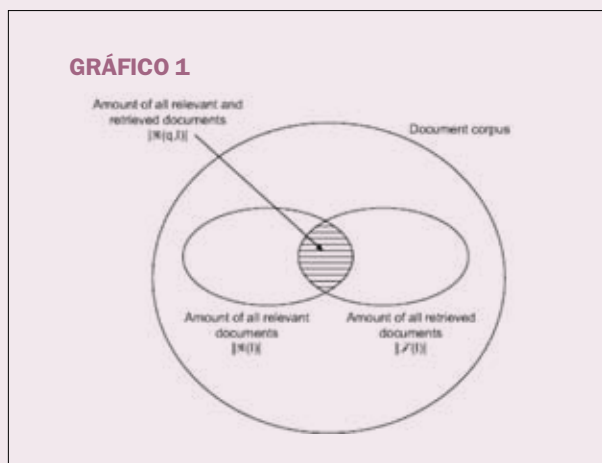 GRÁFICO 1
Amount of all relevant and
retrieved documents
Document corpus
Amount of all relevant
documents
Amount of all retrieved
documents